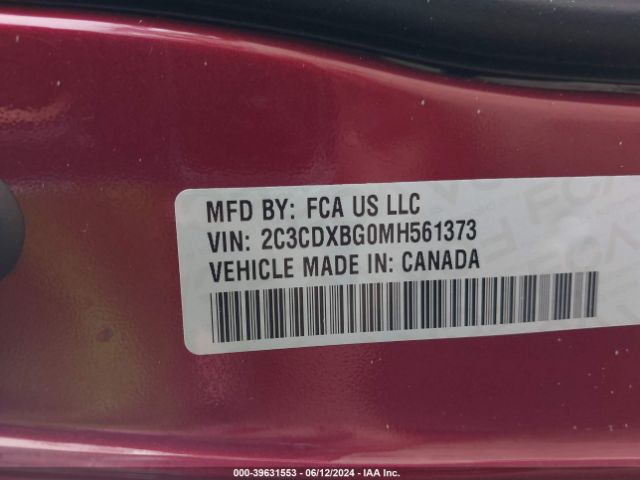 MFD BY: FCA US LLC
VIN: 2C3CDXBG0MH561373
VEHICLE MADE IN: CANADA
000-39631553 - 06/12/2024 - IAA Inc.